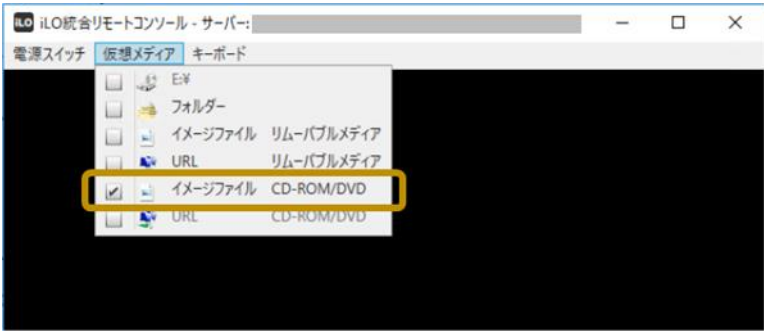 iLO iLO統合リモートコンソール - サーバー:
電源スイッチ 仮想メディア キーボード
E:¥
フォルダー
イメージファイル リムーバブルメディア
URL リムーバブルメディア
イメージファイル CD-ROM/DVD
URL CD-ROM/DVD